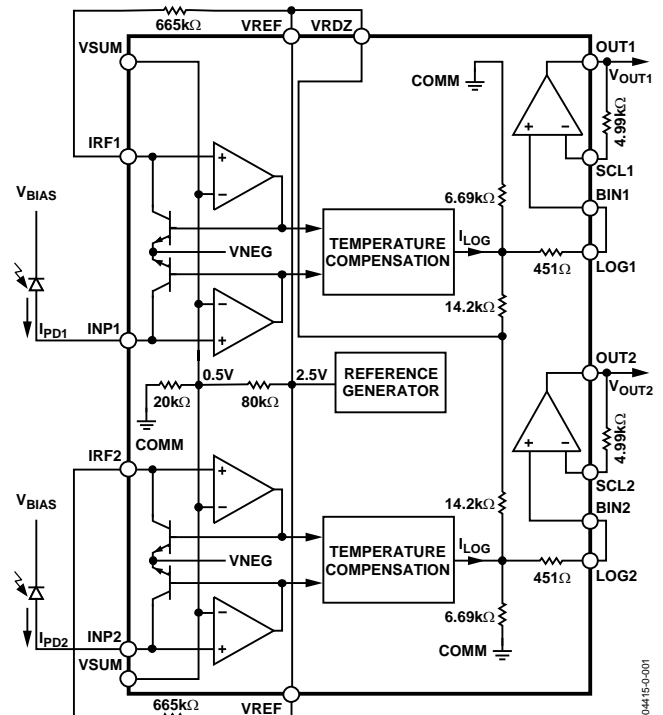 665kΩ
VREF
VRDZ
VSUM
OUT1
VOUT1
COMM
4.99kΩ
IRF1
SCL1
BIN1
VBIAS
6.69kΩ
VNEG
TEMPERATURE
COMPENSATION
ILOG
451Ω
LOG1
14.2kΩ
IPD1
INP1
OUT2
VOUT2
0.5V
2.5V
REFERENCE
GENERATOR
20kΩ
80kΩ
COMM
4.99kΩ
IRF2
SCL2
VBIAS
14.2kΩ
BIN2
VNEG
TEMPERATURE
COMPENSATION
ILOG
451Ω
LOG2
6.69kΩ
IPD2
INP2
COMM
VSUM
665kΩ
VREF
04415-0-001